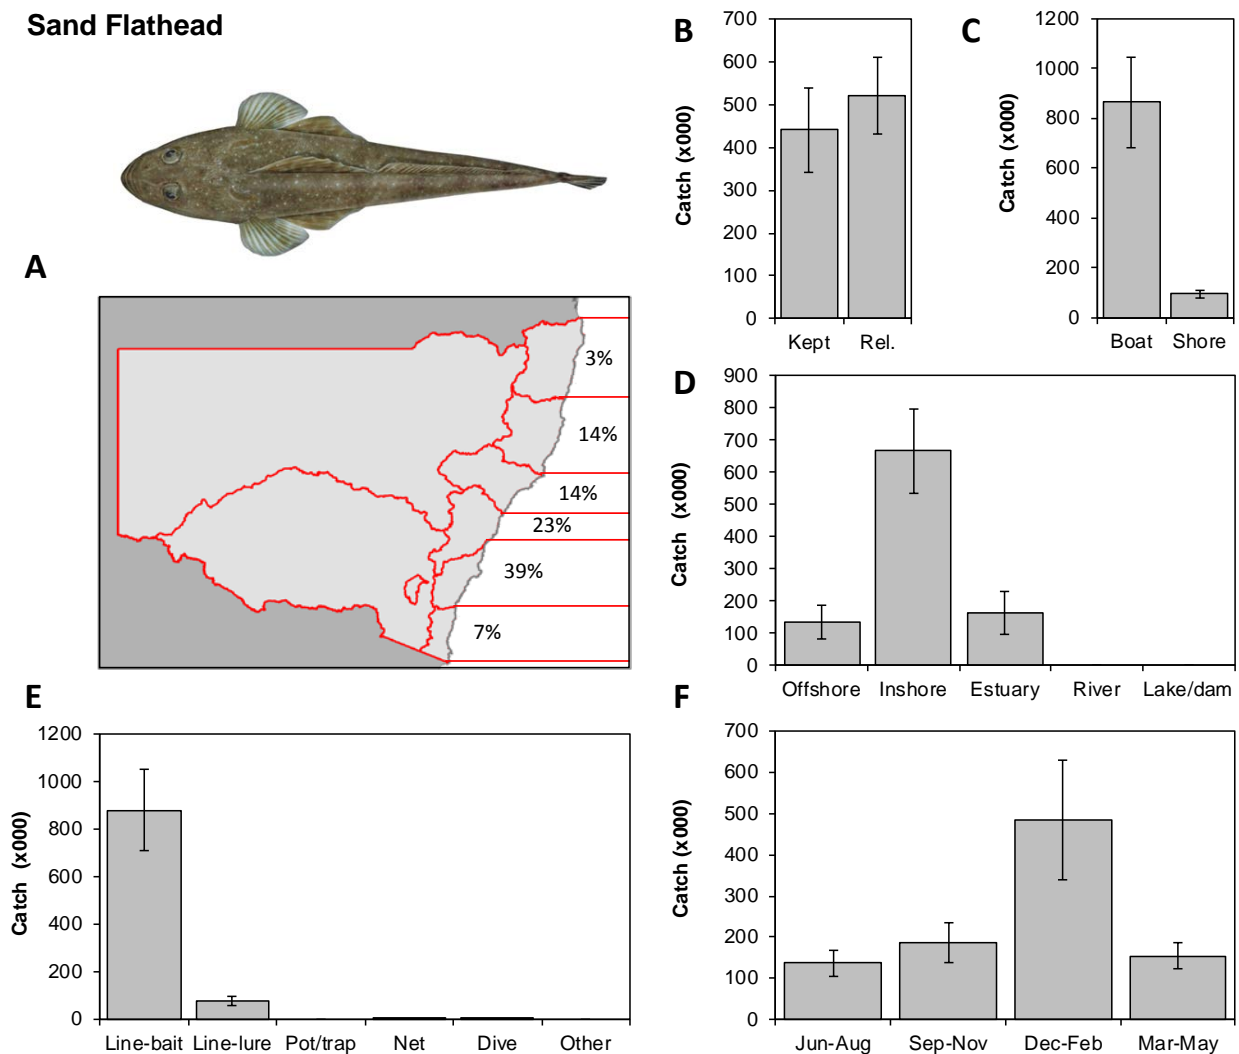 Sand Flathead
A
3%
14%
14%
23%
39%
7%
B
Catch (x000)
700
600
500
400
300
200
100
0
Kept Rel.
C
Catch (x000)
1200
1000
800
600
400
200
0
Boat Shore
D
Catch (x000)
900
800
700
600
500
400
300
200
100
0
Offshore Inshore Estuary River Lake/dam
E
Catch (x000)
1200
1000
800
600
400
200
0
Line-bait Line-lure Pot/trap Net Dive Other
F
Catch (x000)
700
600
500
400
300
200
100
0
Jun-Aug Sep-Nov Dec-Feb Mar-May